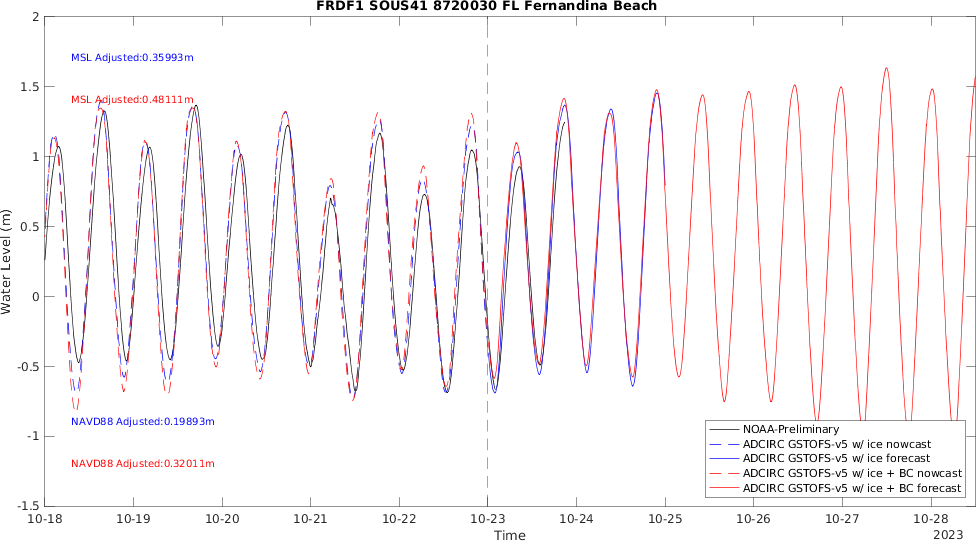 FRDF1 SOUS41 8720030 FL Fernandina Beach
2
1.5
1
0.5
0
-0.5
-1
-1.5
Water Level (m)
MSL Adjusted:0.35993m
MSL Adjusted:0.48111m
NAVD88 Adjusted:0.19893m
NAVD88 Adjusted:0.32011m
NOAA-Preliminary
ADCIRC GSTOFS-v5 w/ ice nowcast
ADCIRC GSTOFS-v5 w/ ice forecast
ADCIRC GSTOFS-v5 w/ ice + BC nowcast
ADCIRC GSTOFS-v5 w/ ice + BC forecast
10-18 10-19 10-20 10-21 10-22 10-23 10-24 10-25 10-26 10-27 10-28
Time
2023